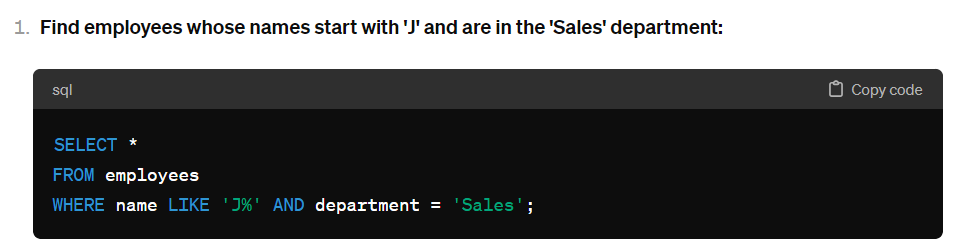 1. Find employees whose names start with 'J' and are in the 'Sales' department:
sql Copy code
SELECT *
FROM employees
WHERE name LIKE 'J%' AND department = 'Sales';